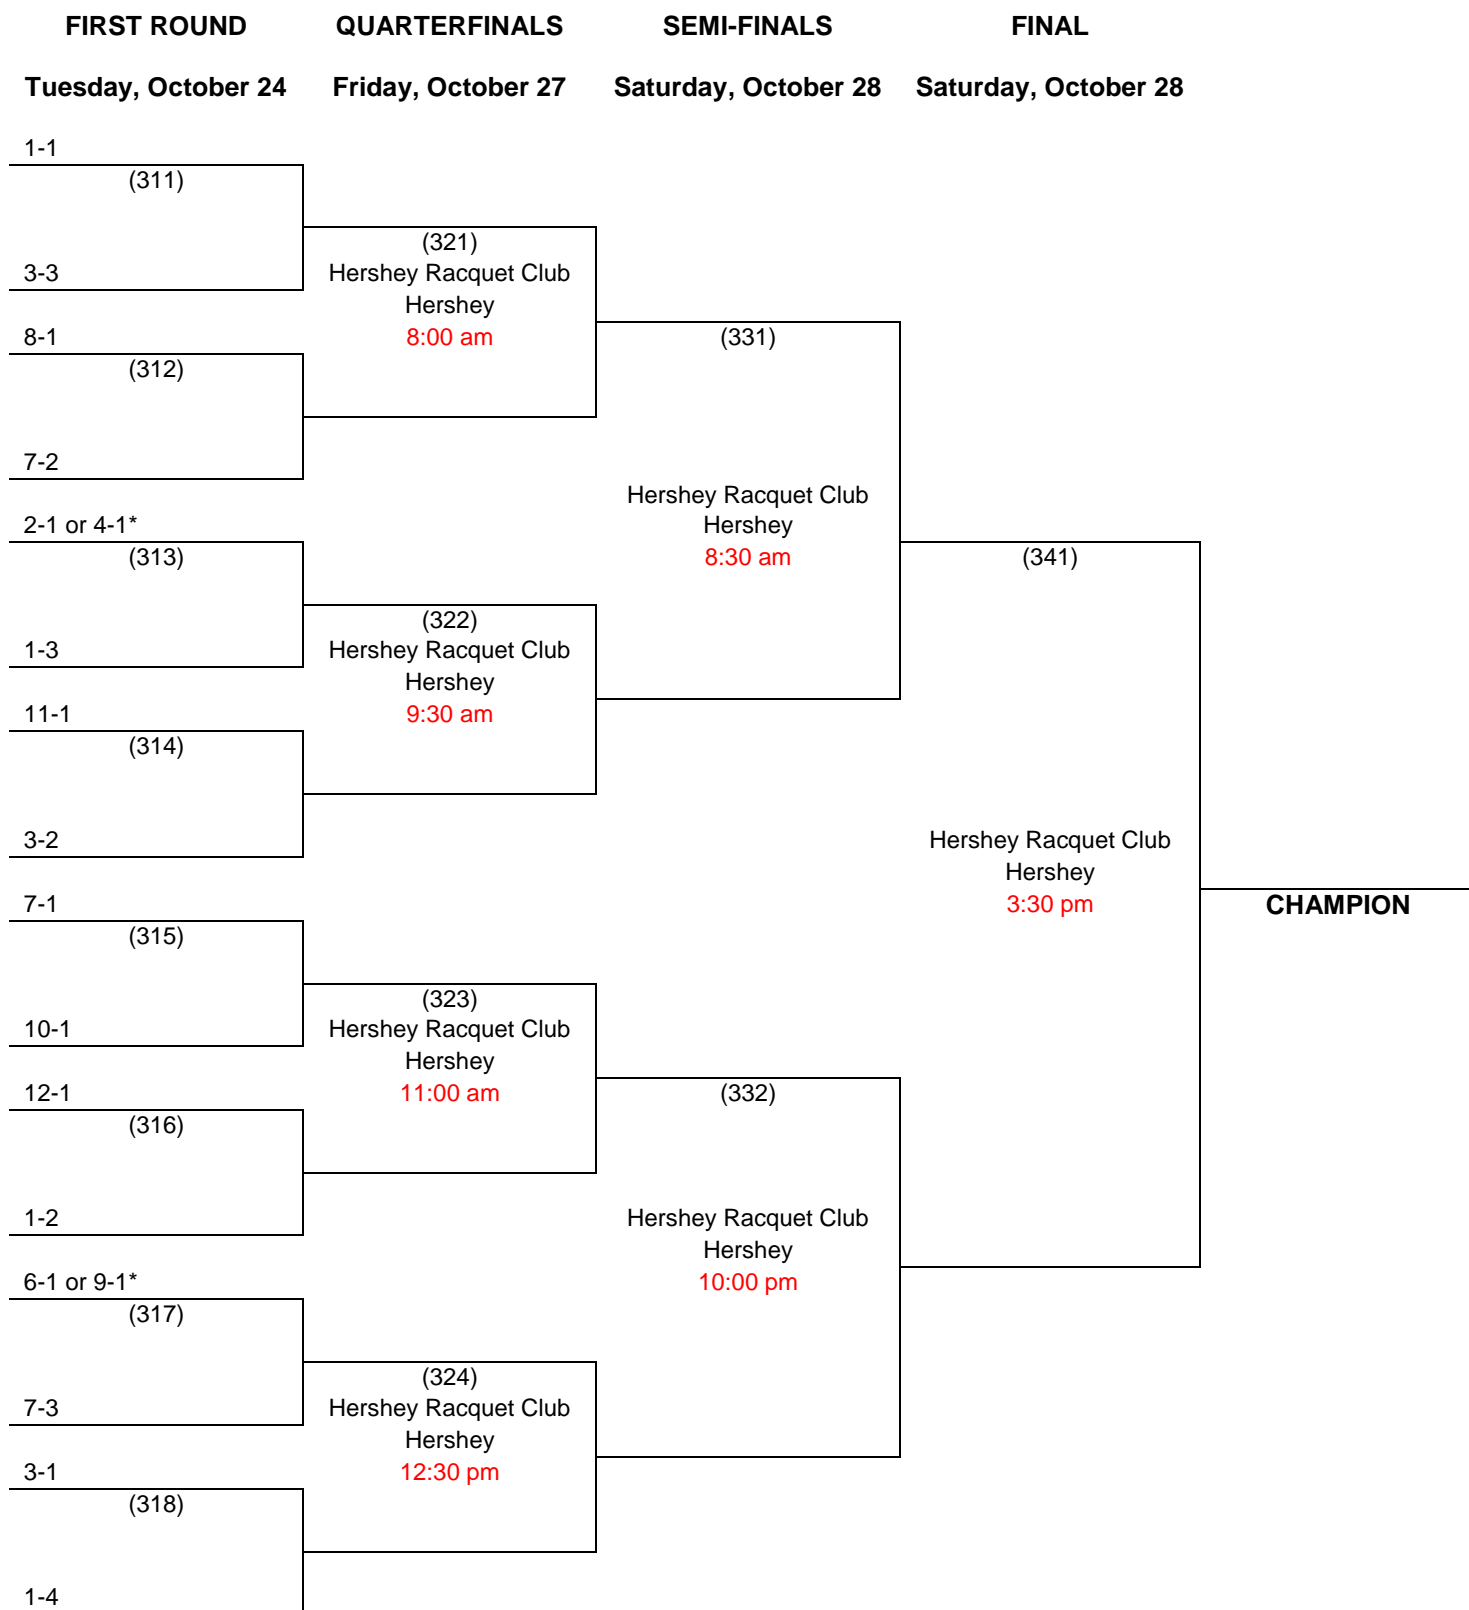 FIRST ROUND QUARTERFINALS SEMI-FINALS FINAL
Tuesday, October 24 Friday, October 27 Saturday, October 28 Saturday, October 28
1-1
(311)
(321)
3-3 Hershey Racquet Club
Hershey
8-1 8:00 am (331)
(312)
7-2
Hershey Racquet Club
2-1 or 4-1* Hershey
(313) 8:30 am (341)
(322)
1-3 Hershey Racquet Club
Hershey
11-1 9:30 am
(314)
3-2 Hershey Racquet Club
Hershey
7-1 3:30 pm CHAMPION
(315)
(323)
10-1 Hershey Racquet Club
Hershey
12-1 11:00 am (332)
(316)
1-2 Hershey Racquet Club
Hershey
6-1 or 9-1* 10:00 pm
(317)
(324)
7-3 Hershey Racquet Club
Hershey
3-1 12:30 pm
(318)
1-4